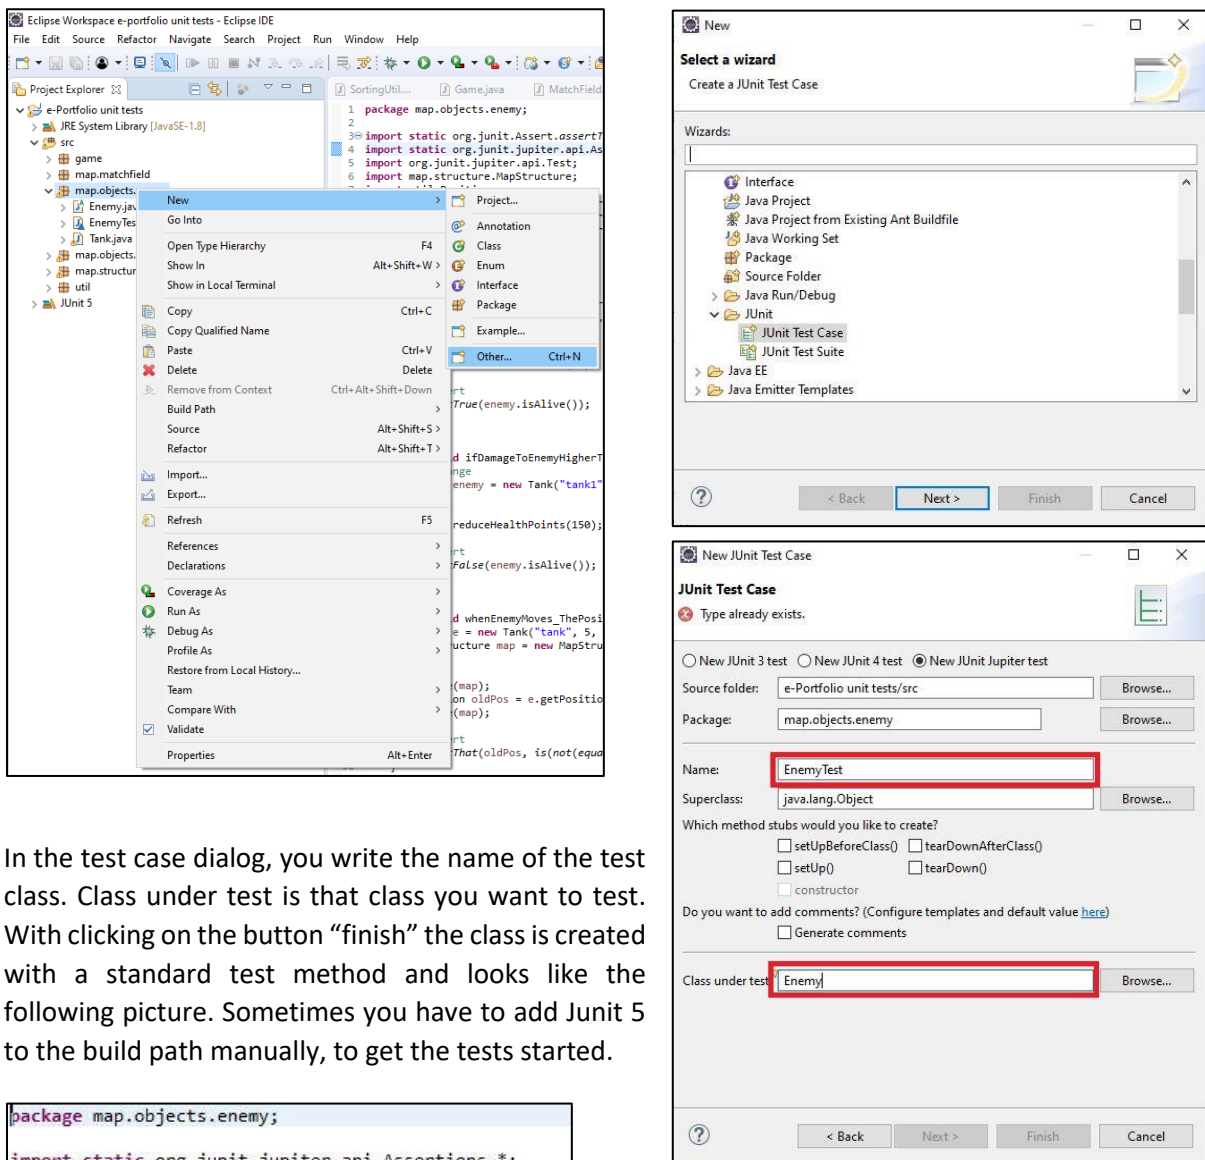 Eclipse Workspace e-portfolio unit tests - Eclipse IDE
File Edit Source Refactor Navigate Search Project Run Window Help
Project Explorer
e-Portfolio unit tests
JRE System Library [JavaSE-1.8]
src
game
map.matchfield
map.objects.
Enemy.jav
EnemyTes
Tank.java
map.objects.
map.structur
util
JUnit 5
SortingUtil.... Game.java MatchField
1 package map.objects.enemy;
2
3 import static org.junit.Assert.assertT
4 import static org.junit.jupiter.api.As
5 import org.junit.jupiter.api.Test;
6 import map.structure.MapStructure;
New
Go Into
Open Type Hierarchy F4
Show In Alt+Shift+W >
Show in Local Terminal >
Copy Ctrl+C
Copy Qualified Name
Paste Ctrl+V
Delete Delete
Remove from Context Ctrl+Alt+Shift+Down
Build Path >
Source Alt+Shift+S >
Refactor Alt+Shift+T >
Import...
Export...
Refresh F5
References >
Declarations >
Coverage As >
Run As >
Debug As >
Profile As >
Restore from Local History...
Team >
Compare With >
Validate
Properties Alt+Enter
Project...
Annotation
Class
Enum
Interface
Package
Example...
Other... Ctrl+N
rt
True(enemy.isAlive());
d ifDamageToEnemyHigherT
nge
enemy = new Tank("tank1"
reduceHealthPoints(150);
rt
False(enemy.isAlive());
d whenEnemyMoves_ThePosi
e = new Tank("tank", 5,
ucture map = new MapStru
(map);
on oldPos = e.getPositio
(map);
rt
That(oldPos, is(not(equa
New
Select a wizard
Create a JUnit Test Case
Wizards:
Interface
Java Project
Java Project from Existing Ant Buildfile
Java Working Set
Package
Source Folder
Java Run/Debug
JUnit
JUnit Test Case
JUnit Test Suite
Java EE
Java Emitter Templates
< Back Next > Finish Cancel
New JUnit Test Case
JUnit Test Case
Type already exists.
New JUnit 3 test New JUnit 4 test New JUnit Jupiter test
Source folder: e-Portfolio unit tests/src Browse...
Package: map.objects.enemy Browse...
Name: EnemyTest
Superclass: java.lang.Object Browse...
Which method stubs would you like to create?
setUpBeforeClass() tearDownAfterClass()
setUp() tearDown()
constructor
Do you want to add comments? (Configure templates and default value here)
Generate comments
Class under test Enemy Browse...
< Back Next > Finish Cancel
In the test case dialog, you write the name of the test
class. Class under test is that class you want to test.
With clicking on the button “finish” the class is created
with a standard test method and looks like the
following picture. Sometimes you have to add Junit 5
to the build path manually, to get the tests started.
package map.objects.enemy;
import static org.junit.jupiter.api.Assertions.*;